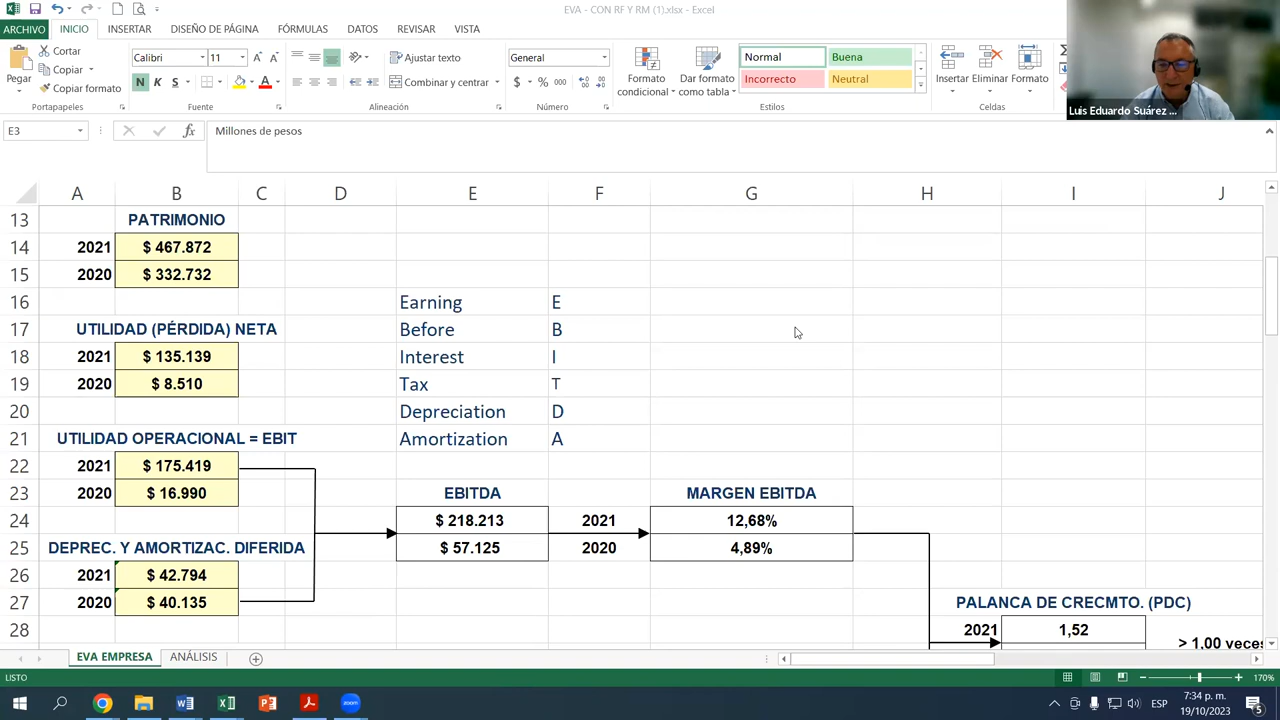 EVA - CON RF Y RM (1).xlsx - Excel
ARCHIVO INICIO INSERTAR DISEÑO DE PÁGINA FÓRMULAS DATOS REVISAR VISTA
Pegar
Cortar
Copiar
Copiar formato
Portapapeles
Calibri 11
N K S
Fuente
Ajustar texto
Combinar y centrar
Alineación
General
$ % 000
Número
Formato condicional
Dar formato como tabla
Normal Buena
Incorrecto Neutral
Estilos
Insertar Eliminar Formato
Celdas
Luis Eduardo Suárez ...
E3 fx Millones de pesos
A B C D E F G H I J
13 PATRIMONIO
14 2021 $ 467.872
15 2020 $ 332.732
16 Earning E
17 UTILIDAD (PÉRDIDA) NETA Before B
18 2021 $ 135.139 Interest I
19 2020 $ 8.510 Tax T
20 Depreciation D
21 UTILIDAD OPERACIONAL = EBIT Amortization A
22 2021 $ 175.419
23 2020 $ 16.990 EBITDA MARGEN EBITDA
24 $ 218.213 2021 12,68%
25 DEPREC. Y AMORTIZAC. DIFERIDA $ 57.125 2020 4,89%
26 2021 $ 42.794
27 2020 $ 40.135 PALANCA DE CRECMTO. (PDC)
28 2021 1,52
> 1,00 veces
EVA EMPRESA ANÁLISIS
LISTO 170%
ESP
7:34 p. m.
19/10/2023
5